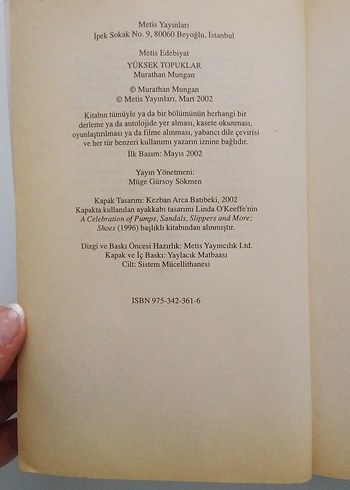 Metis Yayınları
İpek Sokak No. 9, 80060 Beyoğlu, İstanbul
Metis Edebiyat
YÜKSEK TOPUKLAR
Murathan Mungan
© Murathan Mungan
© Metis Yayınları, Mart 2002
Kitabın tümüyle ya da bir bölümünün herhangi bir
derleme ya da antolojide yer alması, kasete okunması,
oyunlaştırılması ya da filme alınması, yabancı dile çevirisi
ve her tür benzeri kullanımı yazarın iznine bağlıdır.
İlk Basım: Mayıs 2002
Yayın Yönetmeni:
Müge Gürsoy Sökmen
Kapak Tasarım: Kezban Arca Batıbeki, 2002
Kapakta kullanılan ayakkabı tasarımı Linda O'Keeffe'nin
A Celebration of Pumps, Sandals, Slippers and More;
Shoes (1996) başlıklı kitabından alınmıştır.
Dizgi ve Baskı Öncesi Hazırlık: Metis Yayıncılık Ltd.
Kapak ve İç Baskı: Yaylacık Matbaası
Cilt: Sistem Mücellithanesi
ISBN 975-342-361-6